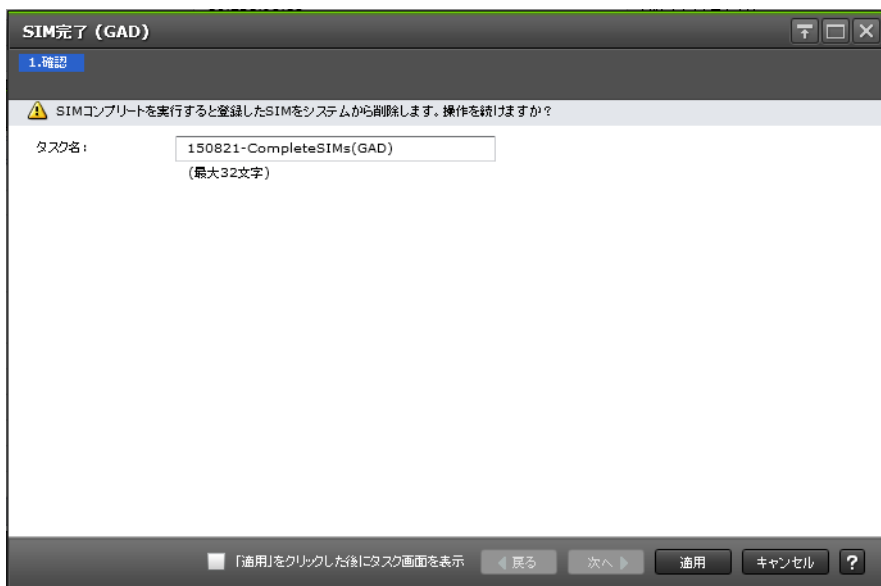 SIM完了 (GAD)
1.確認
SIMコンプリートを実行すると登録したSIMをシステムから削除します。操作を続けますか?
タスク名: 150821-CompleteSIMs(GAD)
(最大32文字)
「適用」をクリックした後にタスク画面を表示 戻る 次へ 適用 キャンセル ?